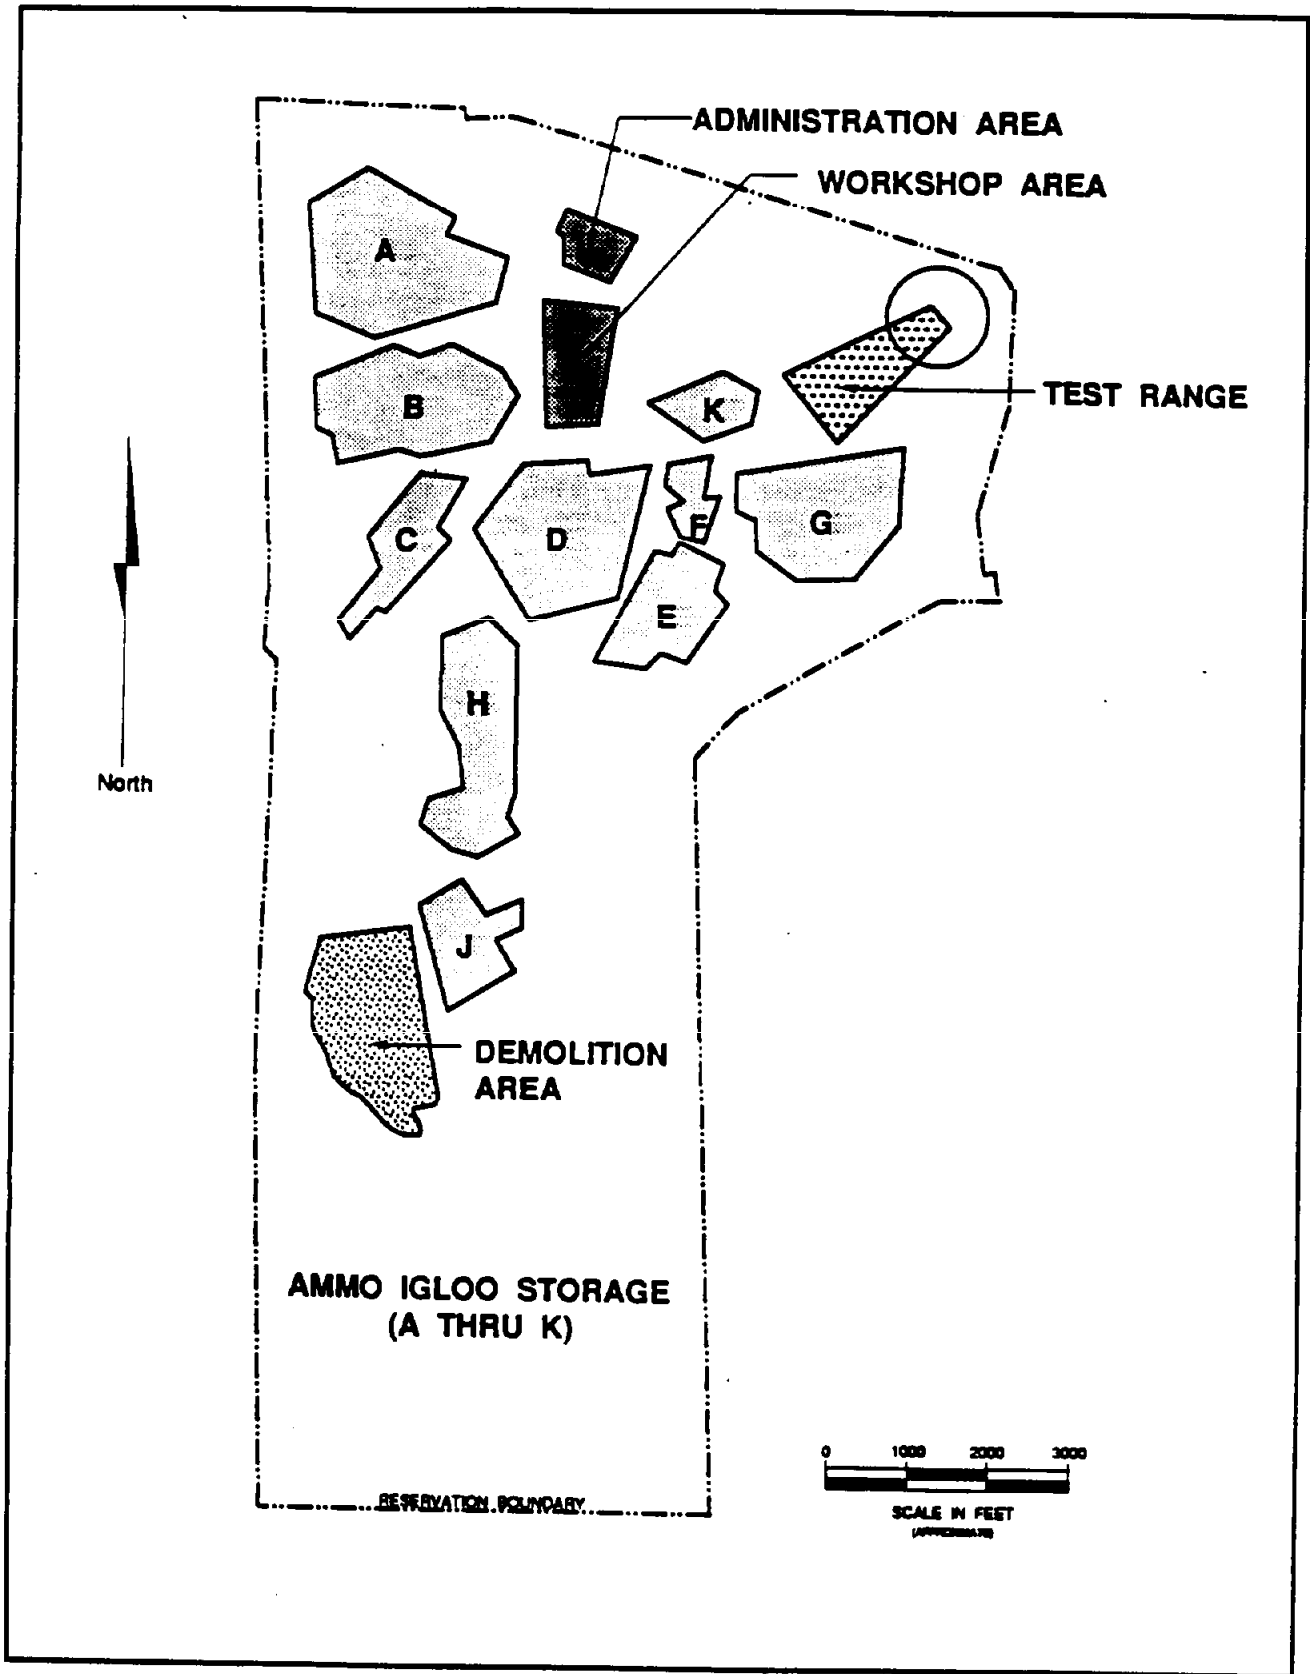 ADMINISTRATION AREA
WORKSHOP AREA
A
B
K
TEST RANGE
C
D
F
G
E
H
North
J
DEMOLITION
AREA
AMMO IGLOO STORAGE
(A THRU K)
0 1000 2000 3000
SCALE IN FEET
(APPROXIMATE)
RESERVATION BOUNDARY